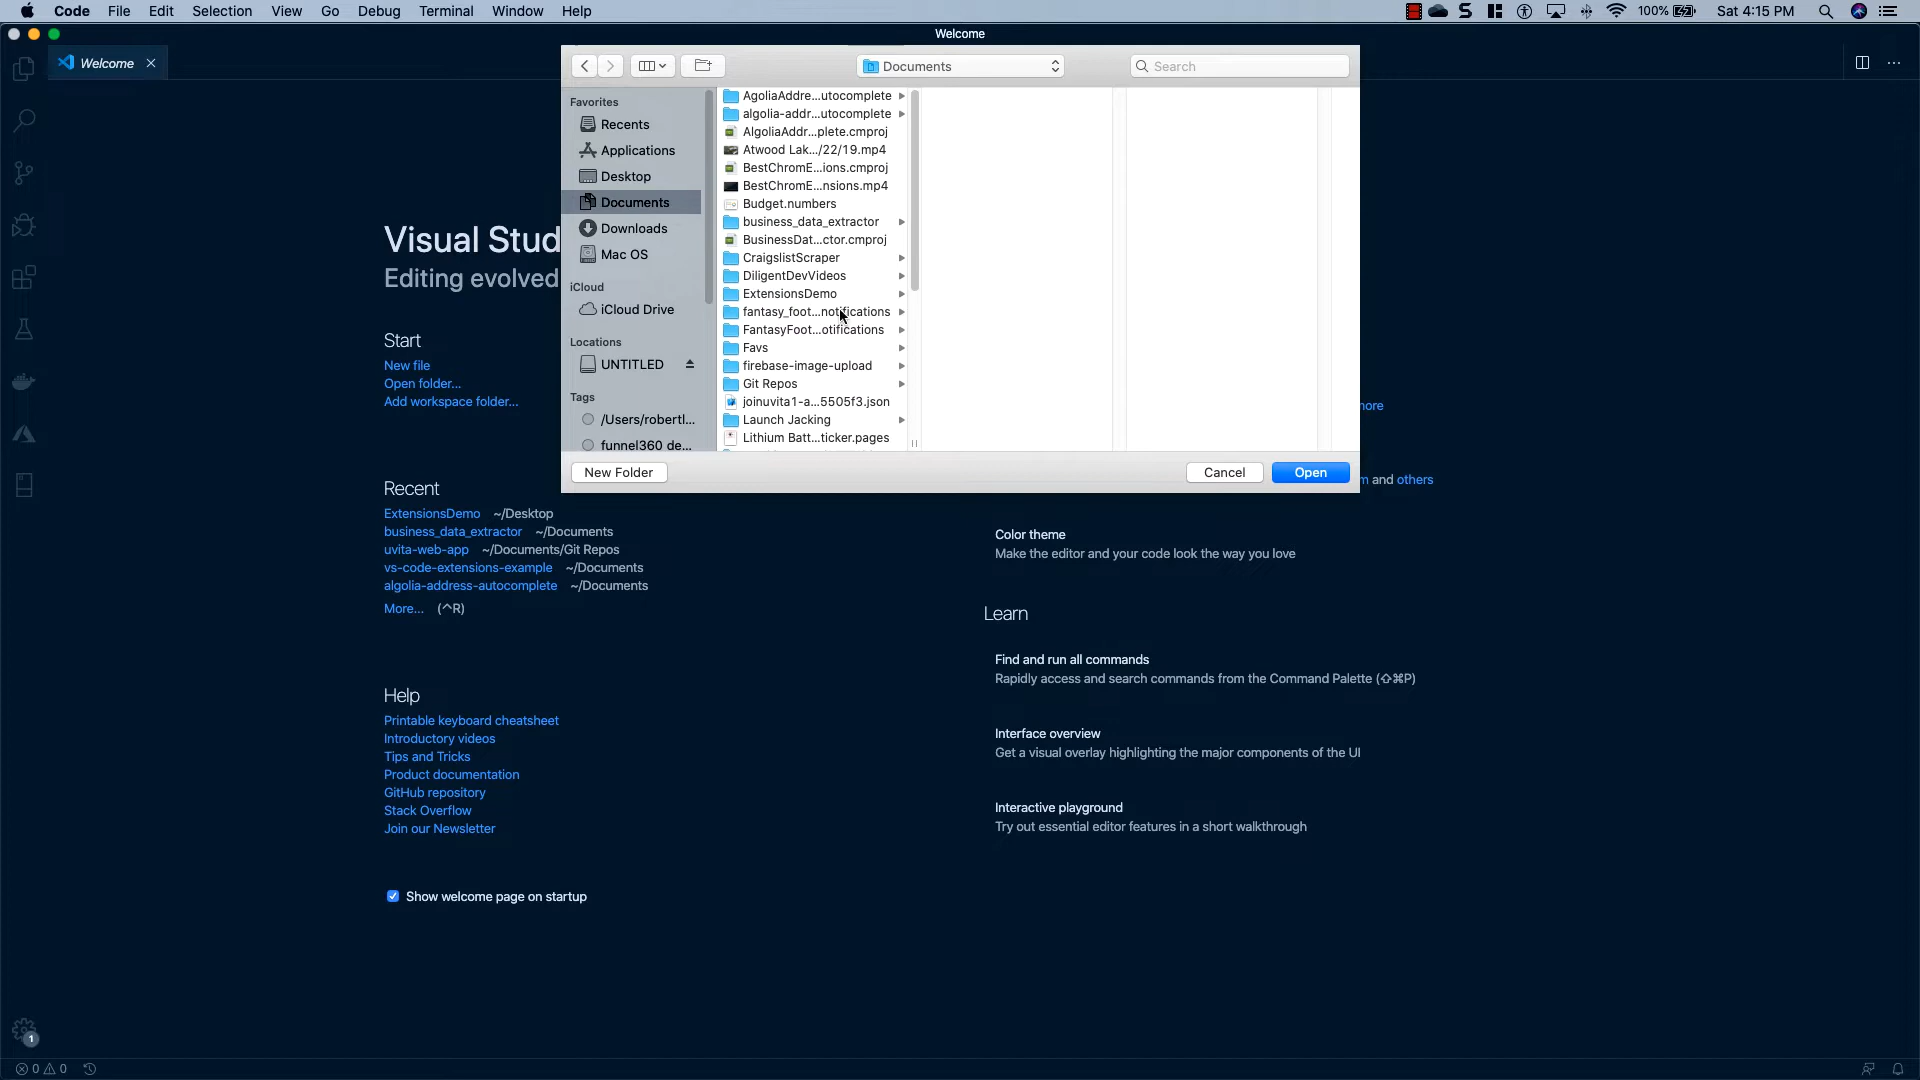 Code File Edit Selection View Go Debug Terminal Window Help
100% Sat 4:15 PM
Welcome
Welcome
Documents
Search
Favorites
Recents
Applications
Desktop
Documents
Downloads
Mac OS
iCloud
iCloud Drive
Locations
UNTITLED
Tags
/Users/robertl...
funnel360 de...
AgoliaAddre...utocomplete
algolia-addr...utocomplete
AlgoliaAddr...plete.cmproj
Atwood Lak.../22/19.mp4
BestChromE...ions.cmproj
BestChromE...nsions.mp4
Budget.numbers
business_data_extractor
BusinessDat...ctor.cmproj
CraigslistScraper
DiligentDevVideos
ExtensionsDemo
fantasy_foot...notifications
FantasyFoot...otifications
Favs
firebase-image-upload
Git Repos
joinuvita1-a...5505f3.json
Launch Jacking
Lithium Batt...ticker.pages
New Folder
Cancel
Open
Visual Stud
Editing evolved
Start
New file
Open folder...
Add workspace folder...
Recent
ExtensionsDemo ~/Desktop
business_data_extractor ~/Documents
uvita-web-app ~/Documents/Git Repos
vs-code-extensions-example ~/Documents
algolia-address-autocomplete ~/Documents
More... (^R)
Help
Printable keyboard cheatsheet
Introductory videos
Tips and Tricks
Product documentation
GitHub repository
Stack Overflow
Join our Newsletter
Show welcome page on startup
more
m and others
Color theme
Make the editor and your code look the way you love
Learn
Find and run all commands
Rapidly access and search commands from the Command Palette (⇧⌘P)
Interface overview
Get a visual overlay highlighting the major components of the UI
Interactive playground
Try out essential editor features in a short walkthrough
1
0 0